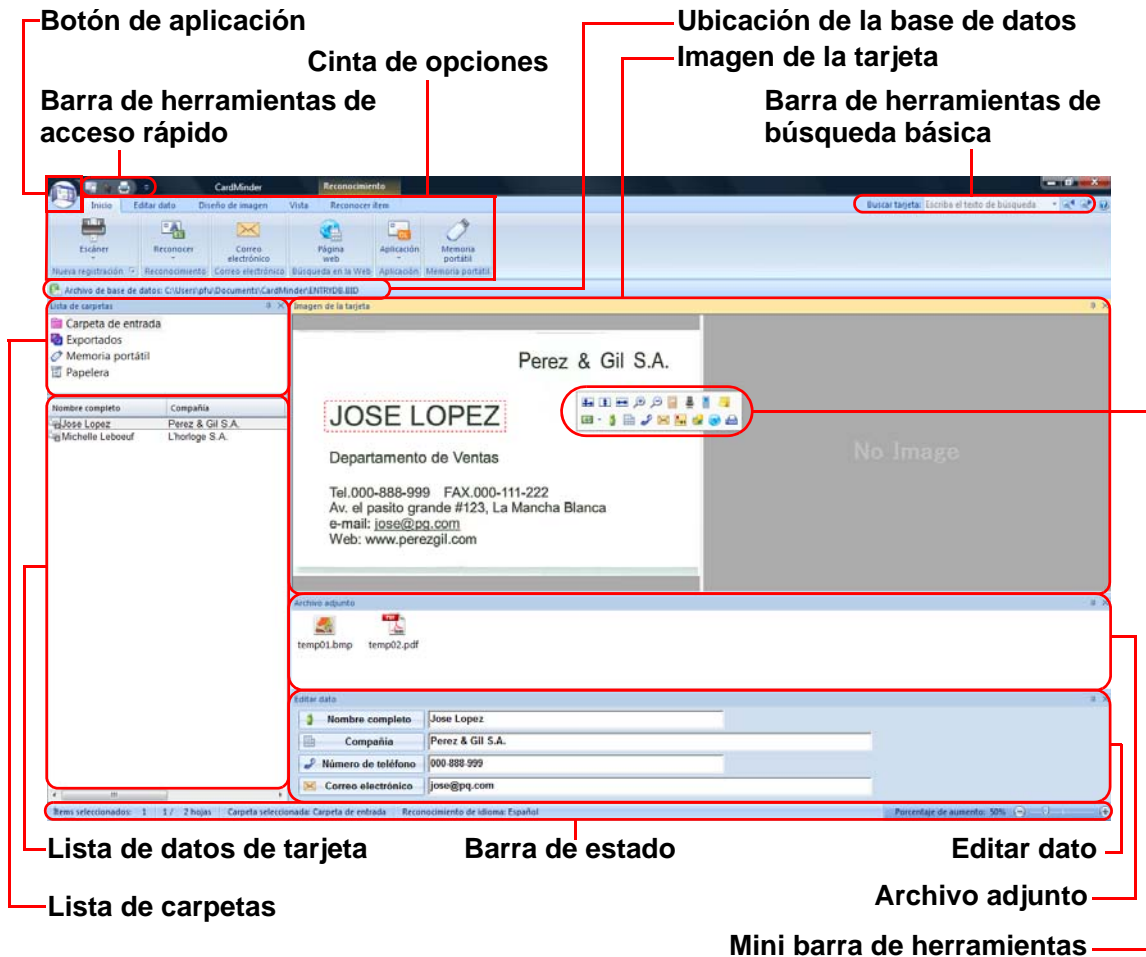 Botón de aplicación
Ubicación de la base de datos
Cinta de opciones
Imagen de la tarjeta
Barra de herramientas de
acceso rápido
Barra de herramientas de
búsqueda básica
CardMinder
Reconocimiento
Inicio
Editar dato
Diseño de imagen
Vista
Reconocer ítem
Buscar tarjeta:
Escriba el texto de búsqueda
Escáner
Reconocer
Correo
electrónico
Página
web
Aplicación
Memoria
portátil
Nueva registración
Reconocimiento
Correo electrónico
Búsqueda en la Web
Aplicación
Memoria portátil
Archivo de base de datos: C:\Users\pfu\Documents\CardMinder\ENTRYDB.BID
Lista de carpetas
Carpeta de entrada
Exportados
Memoria portátil
Papelera
Nombre completo
Compañía
Jose Lopez
Perez & Gil S.A.
Michelle Leboeuf
L'horloge S.A.
Imagen de la tarjeta
Perez & Gil S.A.
JOSE LOPEZ
Departamento de Ventas
Tel.000-888-999 FAX.000-111-222
Av. el pasito grande #123, La Mancha Blanca
e-mail: jose@pq.com
Web: www.perezgil.com
No Image
Archivo adjunto
temp01.bmp
temp02.pdf
Editar dato
Nombre completo
Jose Lopez
Compañía
Perez & Gil S.A.
Número de teléfono
000-888-999
Correo electrónico
jose@pq.com
Ítems seleccionados: 1
1 / 2 hojas
Carpeta seleccionada: Carpeta de entrada
Reconocimiento de idioma: Español
Porcentaje de aumento: 50%
Lista de datos de tarjeta
Barra de estado
Editar dato
Archivo adjunto
Lista de carpetas
Mini barra de herramientas